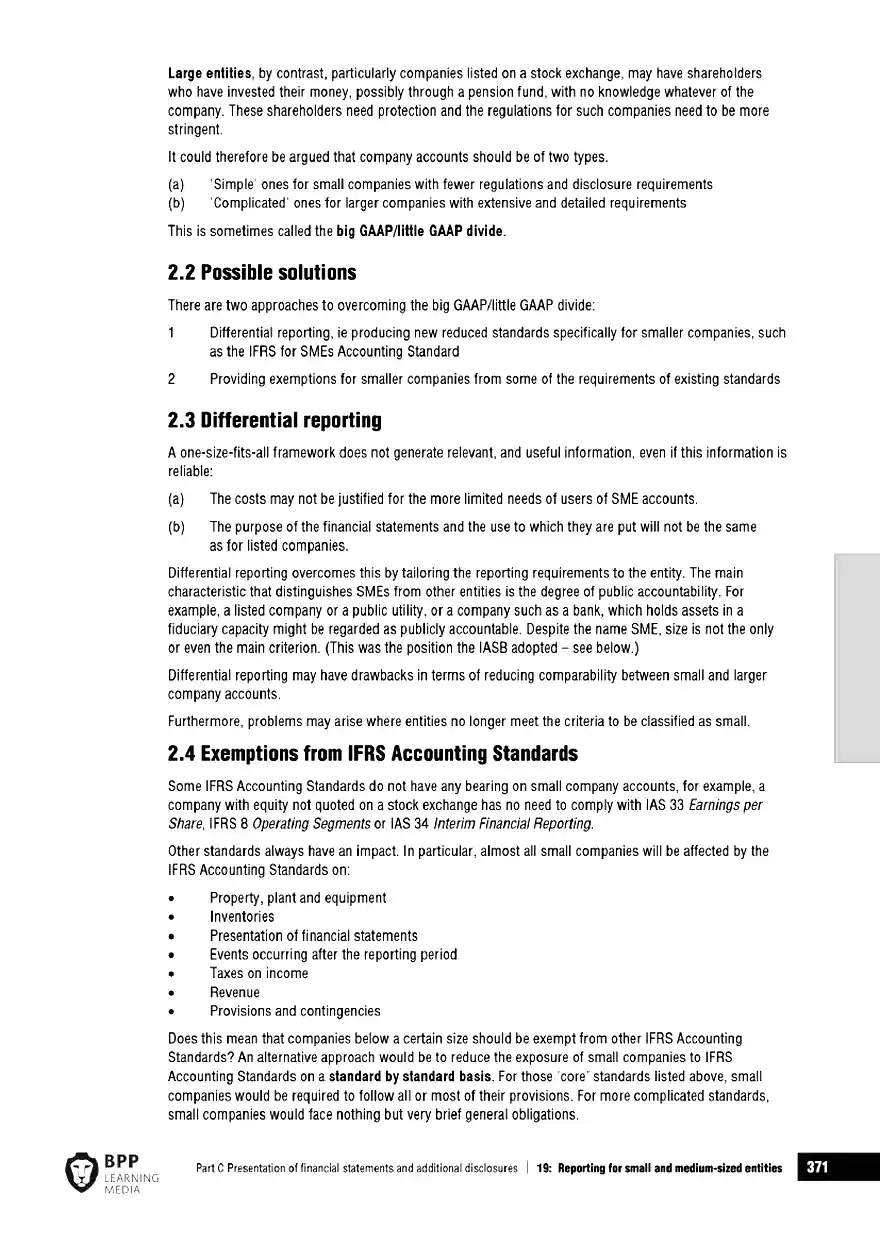 Large entities, by contrast, particularly companies listed on a stock exchange, may have shareholders
who have invested their money, possibly through a pension fund, with no knowledge whatever of the
company. These shareholders need protection and the regulations for such companies need to be more
stringent.
It could therefore be argued that company accounts should be of two types.
(a) 'Simple' ones for small companies with fewer regulations and disclosure requirements
(b) 'Complicated' ones for larger companies with extensive and detailed requirements
This is sometimes called the big GAAP/little GAAP divide.
2.2 Possible solutions
There are two approaches to overcoming the big GAAP/little GAAP divide:
1 Differential reporting, ie producing new reduced standards specifically for smaller companies, such
as the IFRS for SMEs Accounting Standard
2 Providing exemptions for smaller companies from some of the requirements of existing standards
2.3 Differential reporting
A one-size-fits-all framework does not generate relevant, and useful information, even if this information is
reliable:
(a) The costs may not be justified for the more limited needs of users of SME accounts.
(b) The purpose of the financial statements and the use to which they are put will not be the same
as for listed companies.
Differential reporting overcomes this by tailoring the reporting requirements to the entity. The main
characteristic that distinguishes SMEs from other entities is the degree of public accountability. For
example, a listed company or a public utility, or a company such as a bank, which holds assets in a
fiduciary capacity might be regarded as publicly accountable. Despite the name SME, size is not the only
or even the main criterion. (This was the position the IASB adopted – see below.)
Differential reporting may have drawbacks in terms of reducing comparability between small and larger
company accounts.
Furthermore, problems may arise where entities no longer meet the criteria to be classified as small.
2.4 Exemptions from IFRS Accounting Standards
Some IFRS Accounting Standards do not have any bearing on small company accounts, for example, a
company with equity not quoted on a stock exchange has no need to comply with IAS 33 Earnings per
Share, IFRS 8 Operating Segments or IAS 34 Interim Financial Reporting.
Other standards always have an impact. In particular, almost all small companies will be affected by the
IFRS Accounting Standards on:
• Property, plant and equipment
• Inventories
• Presentation of financial statements
• Events occurring after the reporting period
• Taxes on income
• Revenue
• Provisions and contingencies
Does this mean that companies below a certain size should be exempt from other IFRS Accounting
Standards? An alternative approach would be to reduce the exposure of small companies to IFRS
Accounting Standards on a standard by standard basis. For those 'core' standards listed above, small
companies would be required to follow all or most of their provisions. For more complicated standards,
small companies would face nothing but very brief general obligations.
BPP
LEARNING
MEDIA
Part C Presentation of financial statements and additional disclosures | 19: Reporting for small and medium-sized entities 371